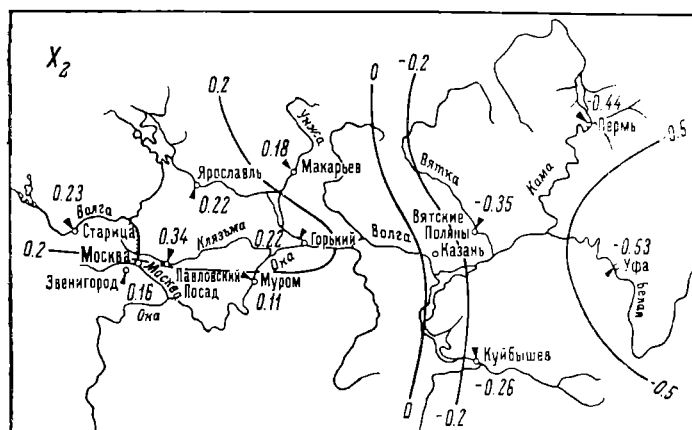 X₂
0.2
0
-0.2
-0.44
Пермь
-0.5
Унжа
0.18
Макарьев
Ярославль
0.22
Вятка
Кама
-0.35
0.23
Волга
Старица
0.34
Клязьма
0.22
Горький
Волга
Вятские
Поляны
Казань
-0.53
Уфа
Белая
0.2
Москва
Москва
Павловский
Посад
Ока
Муром
Звенигород
0.16
0.11
Ока
Куйбышев
-0.26
0
-0.2
-0.5